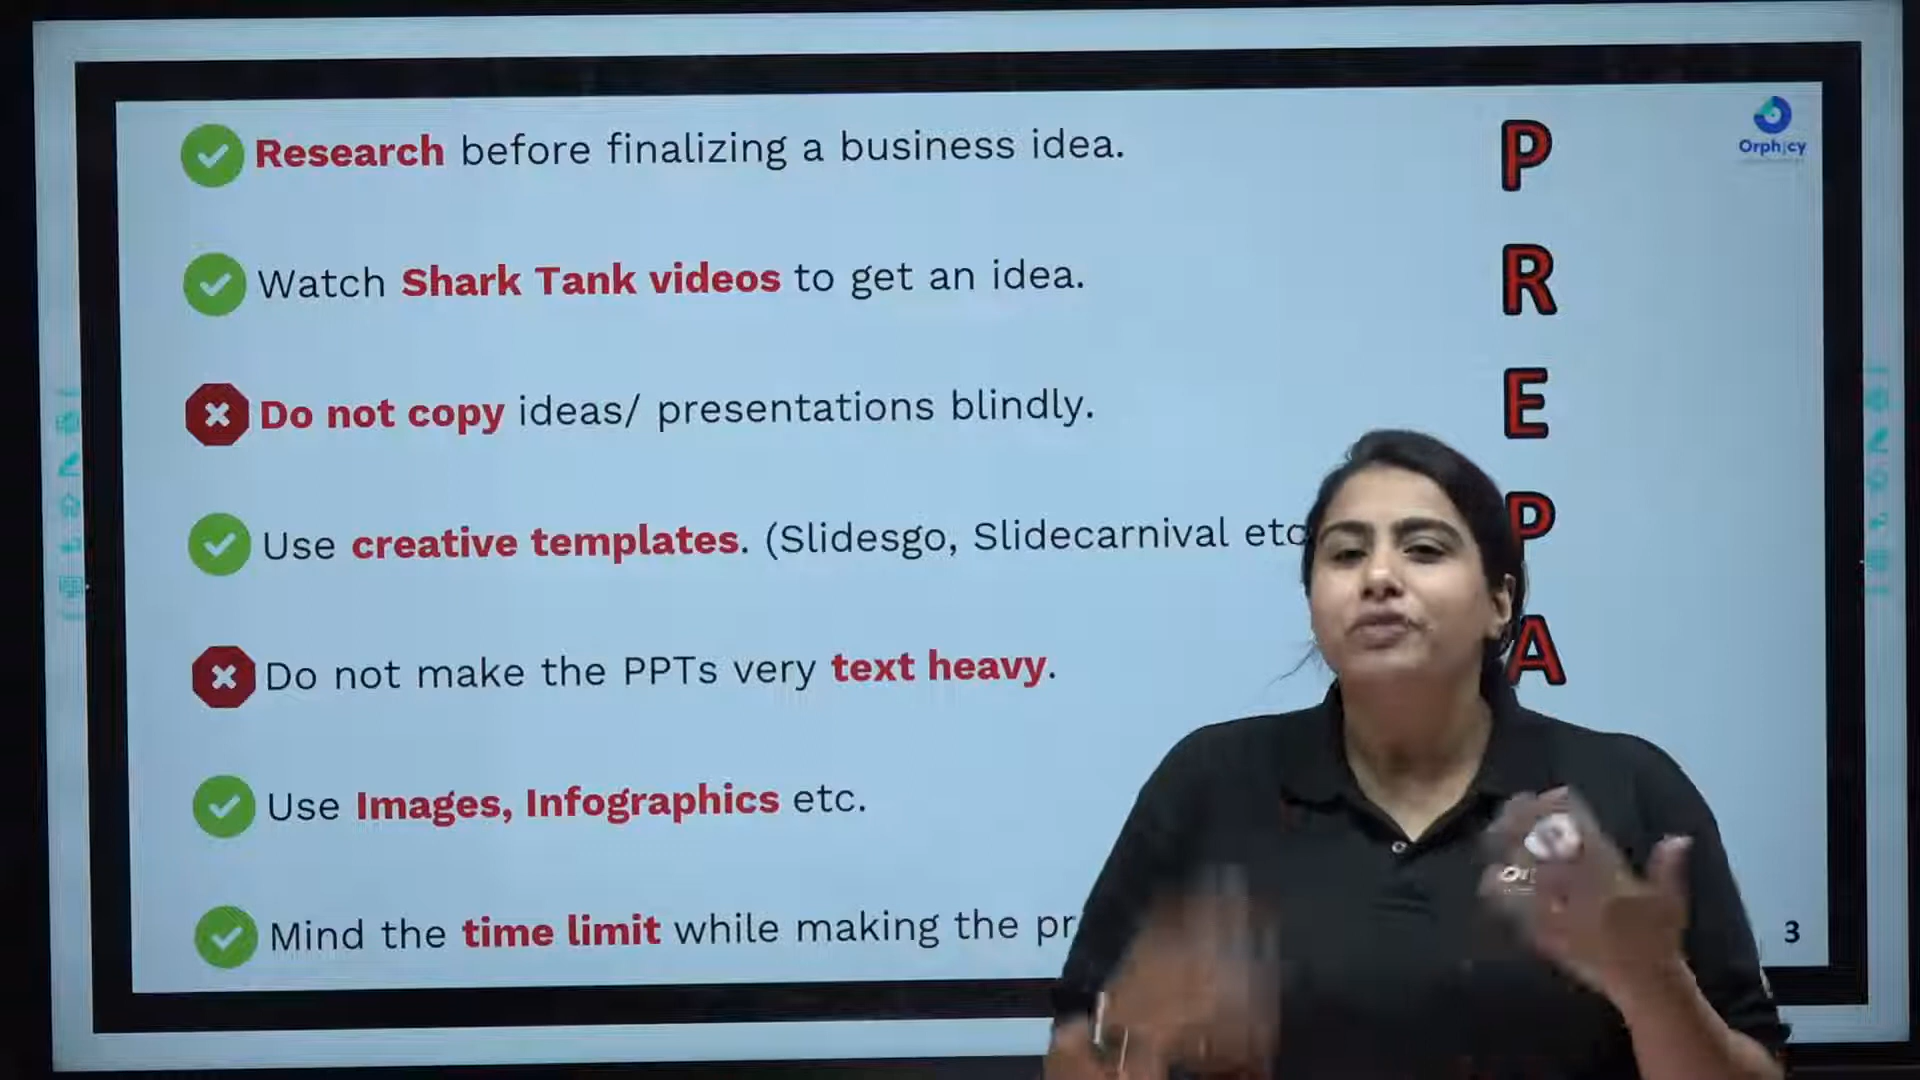 Research before finalizing a business idea.
Watch Shark Tank videos to get an idea.
Do not copy ideas/ presentations blindly.
Use creative templates. (Slidesgo, Slidecarnival etc
Do not make the PPTs very text heavy.
Use Images, Infographics etc.
Mind the time limit while making the
P
R
E
P
A
Orphicy
3